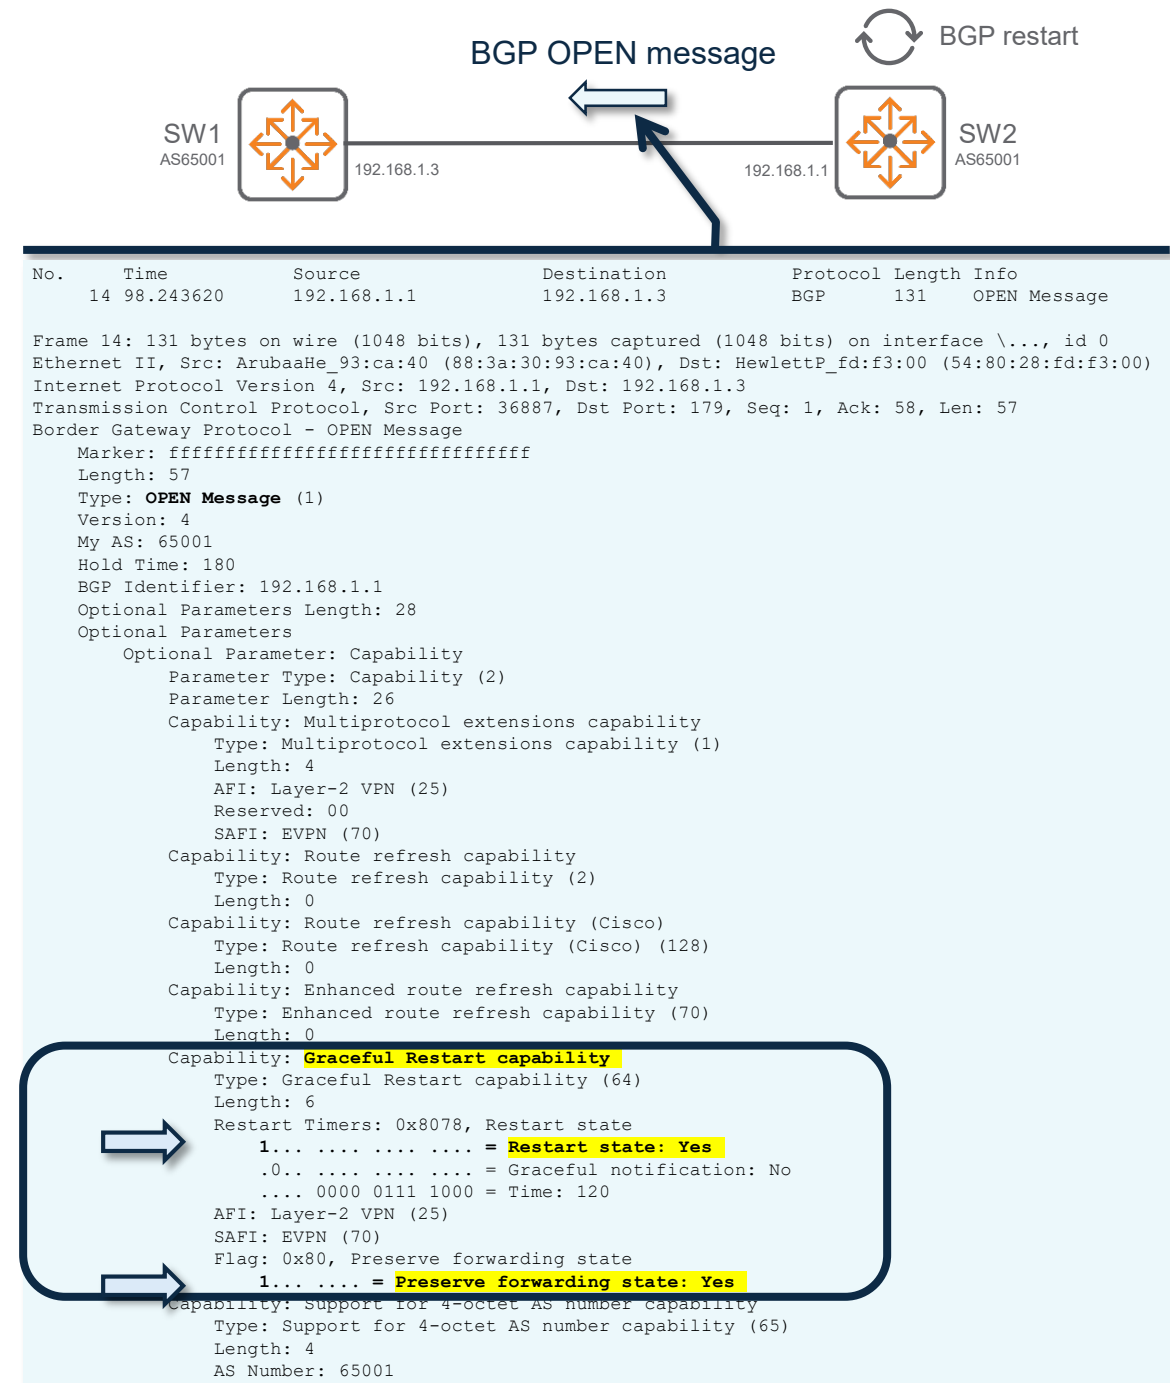 BGP restart
BGP OPEN message
SW1
AS65001
192.168.1.3
192.168.1.1
SW2
AS65001
No. Time Source Destination Protocol Length Info
14 98.243620 192.168.1.1 192.168.1.3 BGP 131 OPEN Message
Frame 14: 131 bytes on wire (1048 bits), 131 bytes captured (1048 bits) on interface \..., id 0
Ethernet II, Src: ArubaaHe_93:ca:40 (88:3a:30:93:ca:40), Dst: HewlettP_fd:f3:00 (54:80:28:fd:f3:00)
Internet Protocol Version 4, Src: 192.168.1.1, Dst: 192.168.1.3
Transmission Control Protocol, Src Port: 36887, Dst Port: 179, Seq: 1, Ack: 58, Len: 57
Border Gateway Protocol - OPEN Message
Marker: ffffffffffffffffffffffffffffffff
Length: 57
Type: OPEN Message (1)
Version: 4
My AS: 65001
Hold Time: 180
BGP Identifier: 192.168.1.1
Optional Parameters Length: 28
Optional Parameters
Optional Parameter: Capability
Parameter Type: Capability (2)
Parameter Length: 26
Capability: Multiprotocol extensions capability
Type: Multiprotocol extensions capability (1)
Length: 4
AFI: Layer-2 VPN (25)
Reserved: 00
SAFI: EVPN (70)
Capability: Route refresh capability
Type: Route refresh capability (2)
Length: 0
Capability: Route refresh capability (Cisco)
Type: Route refresh capability (Cisco) (128)
Length: 0
Capability: Enhanced route refresh capability
Type: Enhanced route refresh capability (70)
Length: 0
Capability: Graceful Restart capability
Type: Graceful Restart capability (64)
Length: 6
Restart Timers: 0x8078, Restart state
1... .... .... .... = Restart state: Yes
.0.. .... .... .... = Graceful notification: No
.... 0000 0111 1000 = Time: 120
AFI: Layer-2 VPN (25)
SAFI: EVPN (70)
Flag: 0x80, Preserve forwarding state
1... .... = Preserve forwarding state: Yes
Capability: Support for 4-octet AS number capability
Type: Support for 4-octet AS number capability (65)
Length: 4
AS Number: 65001